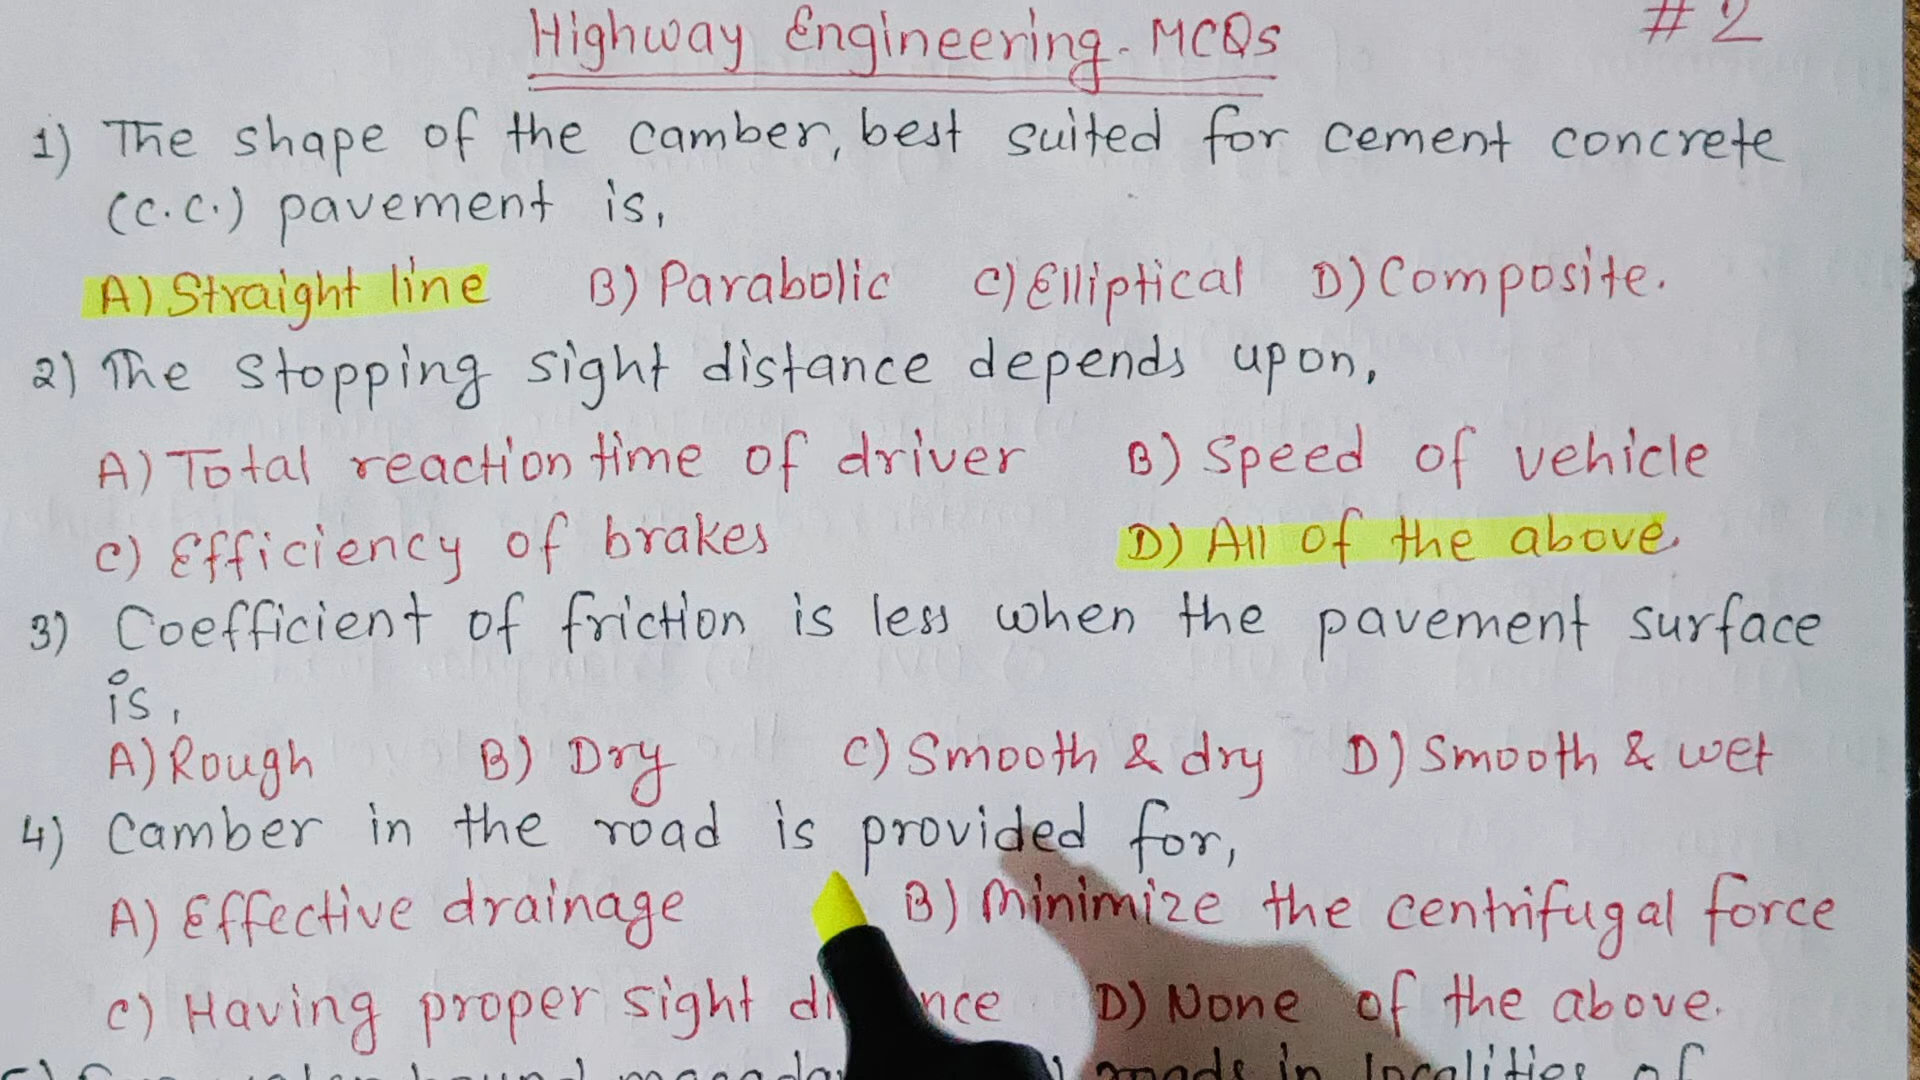 Highway Engineering - MCQs #2
1) The shape of the camber, best suited for cement concrete
(c.c.) pavement is,
A) Straight line B) Parabolic C) Elliptical D) Composite.
2) The stopping sight distance depends upon,
A) Total reaction time of driver B) Speed of vehicle
C) Efficiency of brakes D) All of the above.
3) Coefficient of friction is less when the pavement surface
is,
A) Rough B) Dry C) Smooth & dry D) Smooth & wet
4) Camber in the road is provided for,
A) Effective drainage B) Minimize the centrifugal force
C) Having proper sight D) None of the above.
roads in localities of